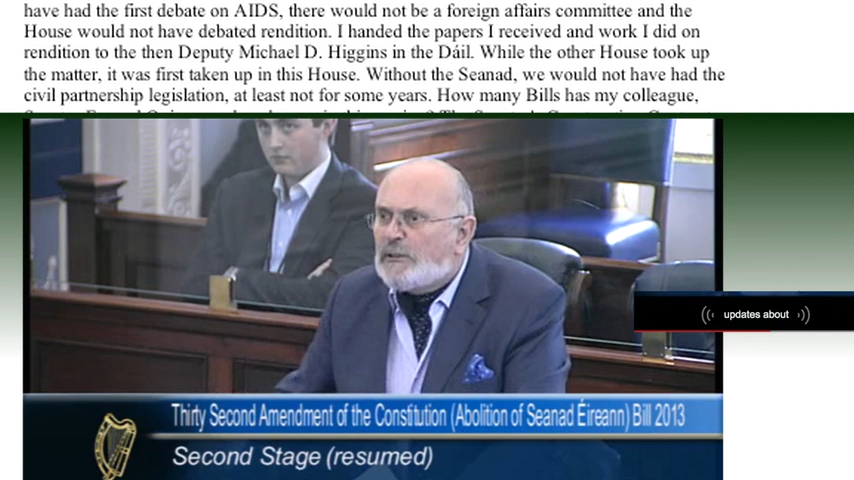 have had the first debate on AIDS, there would not be a foreign affairs committee and the
House would not have debated rendition. I handed the papers I received and work I did on
rendition to the then Deputy Michael D. Higgins in the Dáil. While the other House took up
the matter, it was first taken up in this House. Without the Seanad, we would not have had the
civil partnership legislation, at least not for some years. How many Bills has my colleague,
updates about
Thirty Second Amendment of the Constitution (Abolition of Seanad Éireann) Bill 2013
Second Stage (resumed)